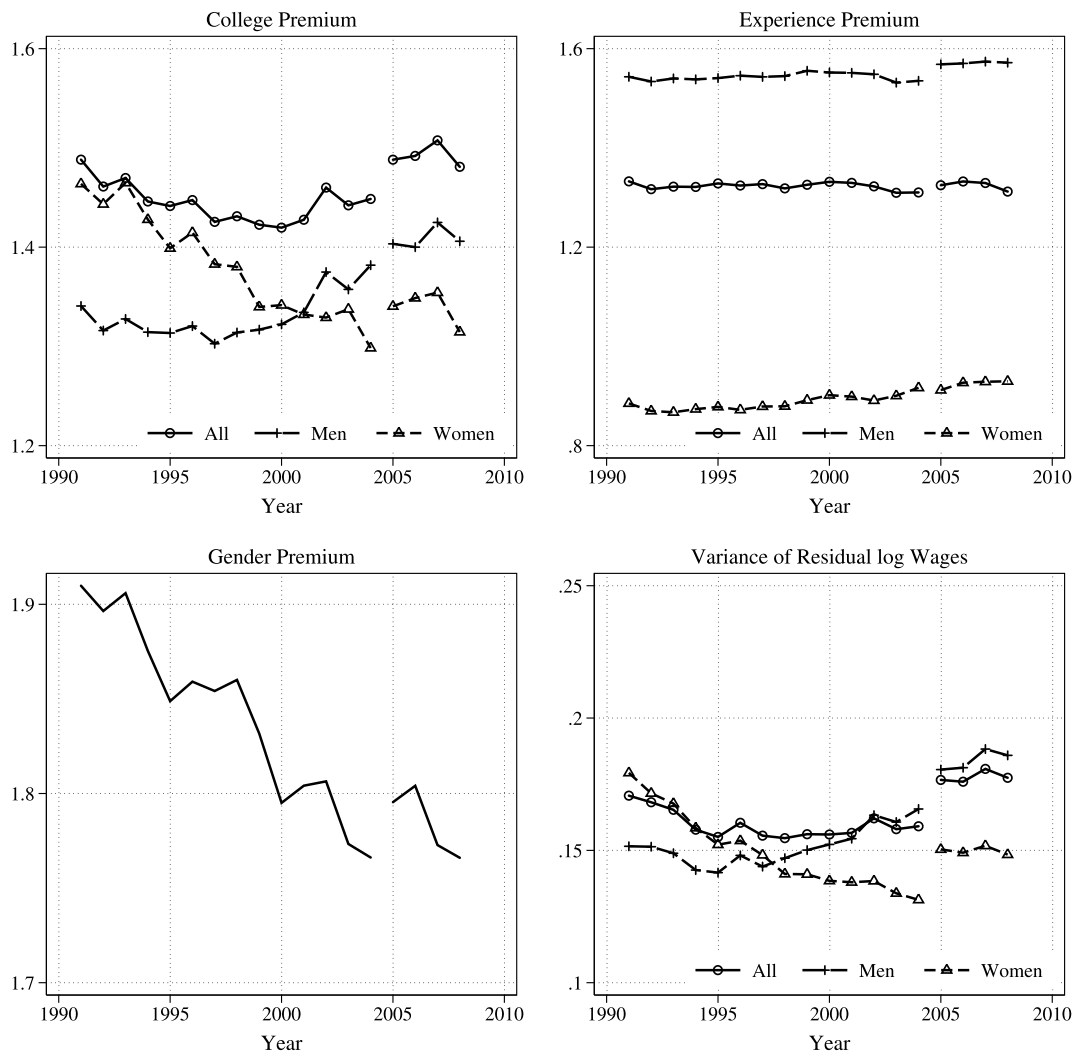 College Premium
1.6
1.4
1.2
All Men Women
1990 1995 2000 2005 2010
Year
Experience Premium
1.6
1.2
.8
All Men Women
1990 1995 2000 2005 2010
Year
Gender Premium
1.9
1.8
1.7
1990 1995 2000 2005 2010
Year
Variance of Residual log Wages
.25
.2
.15
.1
All Men Women
1990 1995 2000 2005 2010
Year